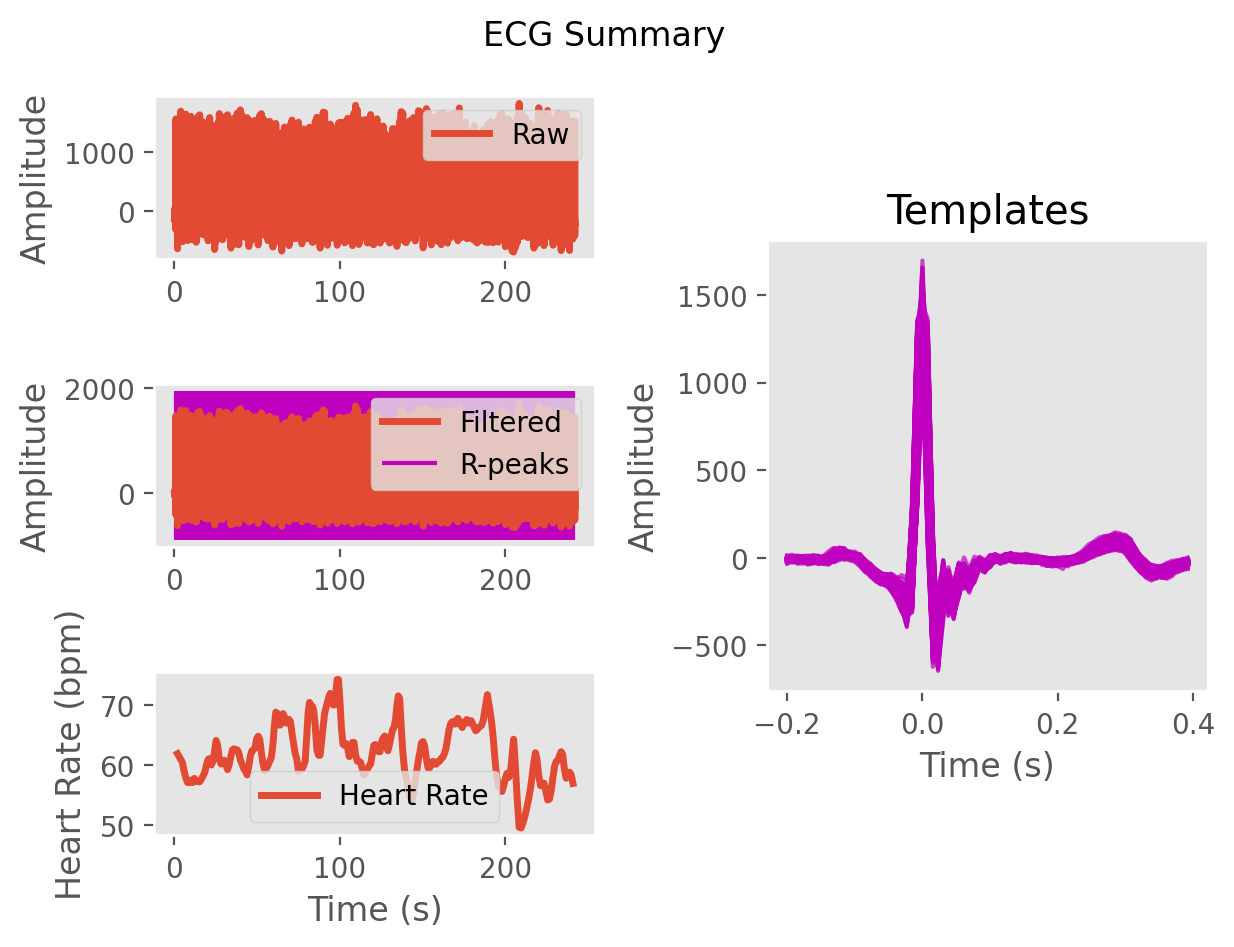 ECG Summary
Amplitude
1000
0
Raw
0 100 200
Amplitude
2000
0
Filtered
R-peaks
0 100 200
Heart Rate (bpm)
70
60
50
Heart Rate
0 100 200
Time (s)
Templates
Amplitude
1500
1000
500
0
−500
−0.2 0.0 0.2 0.4
Time (s)